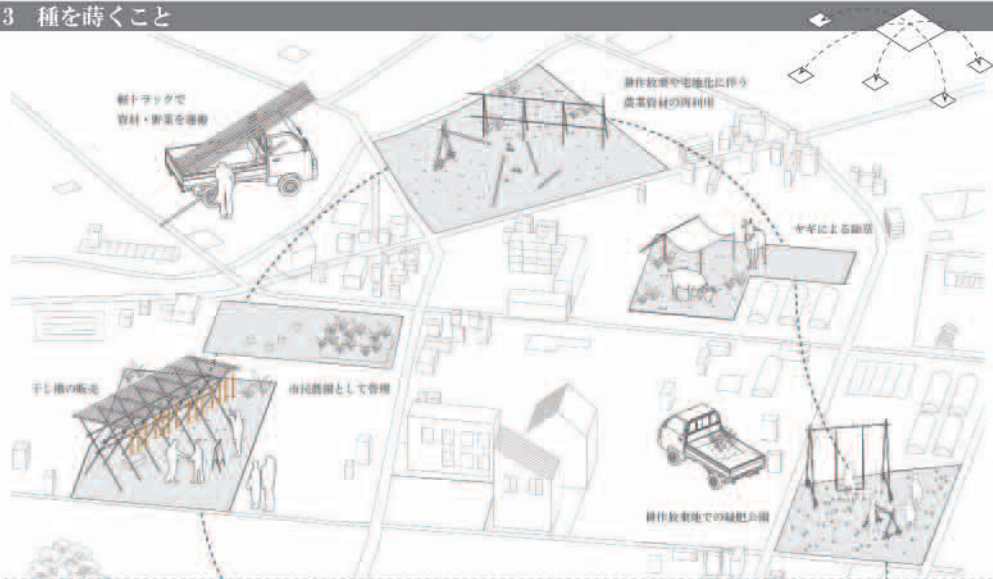 3 種を蒔くこと
軽トラックで
資材・野菜を運搬
耕作放棄や宅地化に伴う
農業資材の再利用
ヤギによる除草
干し柿の販売
市民農園として管理
耕作放棄地での緑肥公園